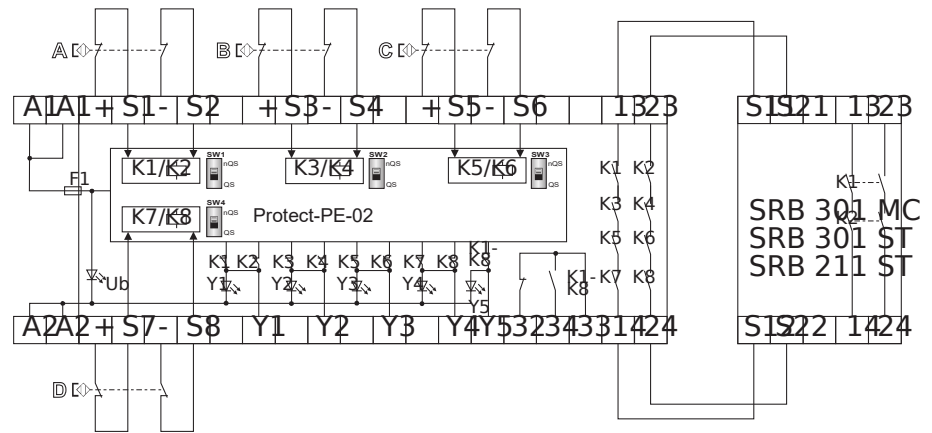 A B C
A1 A1 + S1 - S2 + S3 - S4 + S5 - S6 13 23 S11 S21 13 23
SW1 SW2 SW3
K1/K2 nQS K3/K4 nQS K5/K6 nQS K1 K2
QS QS QS
F1 K1
SW4 K3 K4
K7/K8 nQS Protect-PE-02 SRB 301 MC
QS K2
K5 K6 SRB 301 ST
K1-
K1 K2 K3 K4 K5 K6 K7 K8 K8 SRB 211 ST
Ub Y1 Y2 Y3 Y4 K1- K7 K8
K8
Y5
A2 A2 + S7 - S8 Y1 Y2 Y3 Y4 Y5 32 34 33 14 24 S12 S22 14 24
D